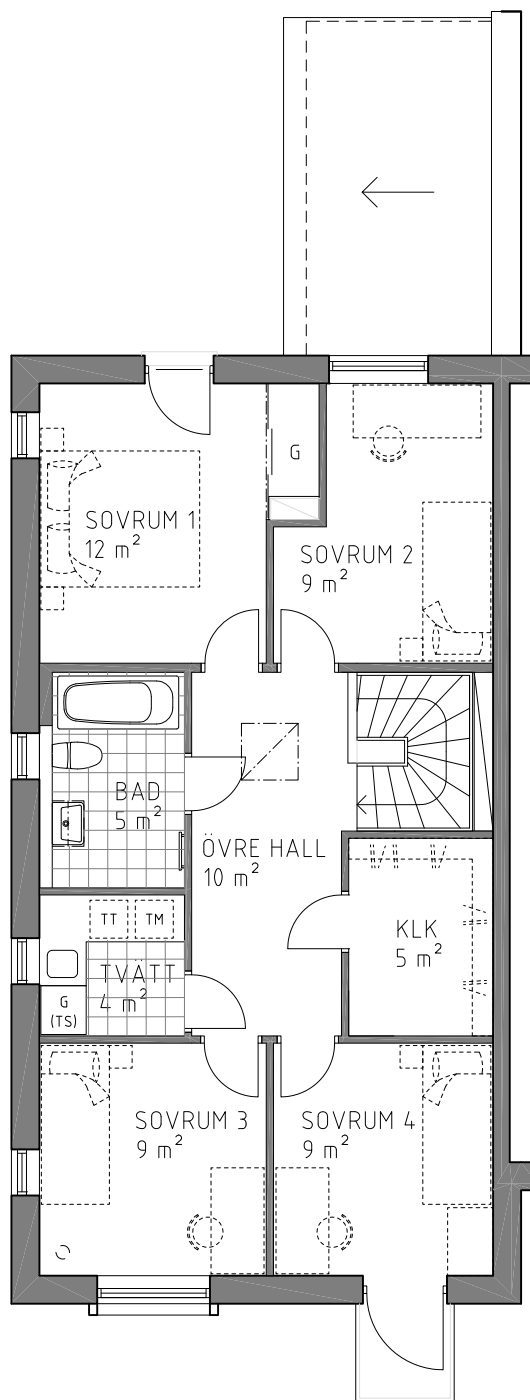 G
SOVRUM 1
12 m²
SOVRUM 2
9 m²
BAD
5 m²
ÖVRE HALL
10 m²
TT
TM
KLK
5 m²
TVÄTT
4 m²
G
(TS)
SOVRUM 3
9 m²
SOVRUM 4
9 m²